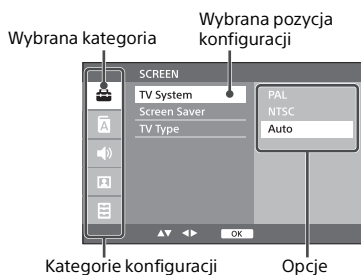 Wybrana kategoria
Wybrana pozycja
konfiguracji
SCREEN
TV System
Screen Saver
TV Type
PAL
NTSC
Auto
A
OK
Kategorie konfiguracji
Opcje